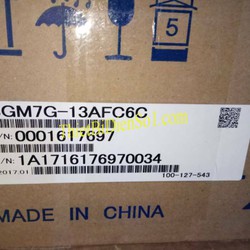 5
GM7G-13AFC6C
/N: 0001617697
/N: 1A1716176970034
2017.01
100-127-543
MADE IN CHINA